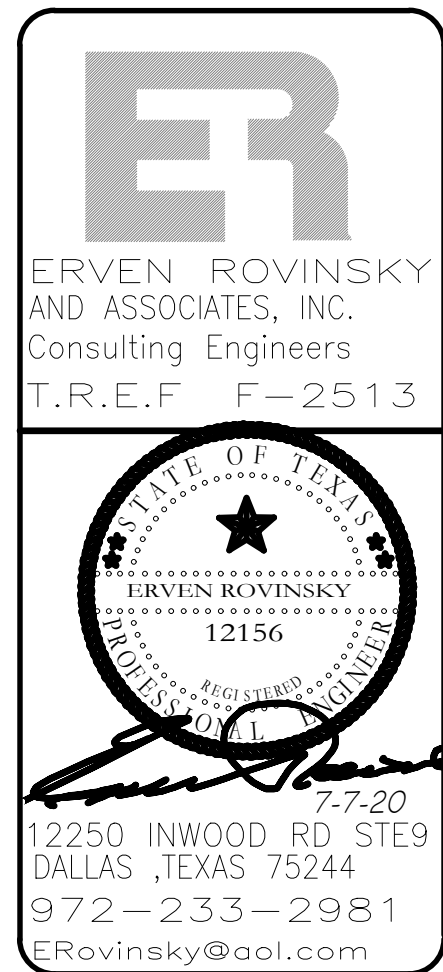 ER
ERVEN ROVINSKY
AND ASSOCIATES, INC.
Consulting Engineers
T.R.E.F F-2513
STATE OF TEXAS
ERVEN ROVINSKY
12156
REGISTERED
PROFESSIONAL ENGINEER
7-7-20
12250 INWOOD RD STE9
DALLAS ,TEXAS 75244
972-233-2981
ERovinsky@aol.com